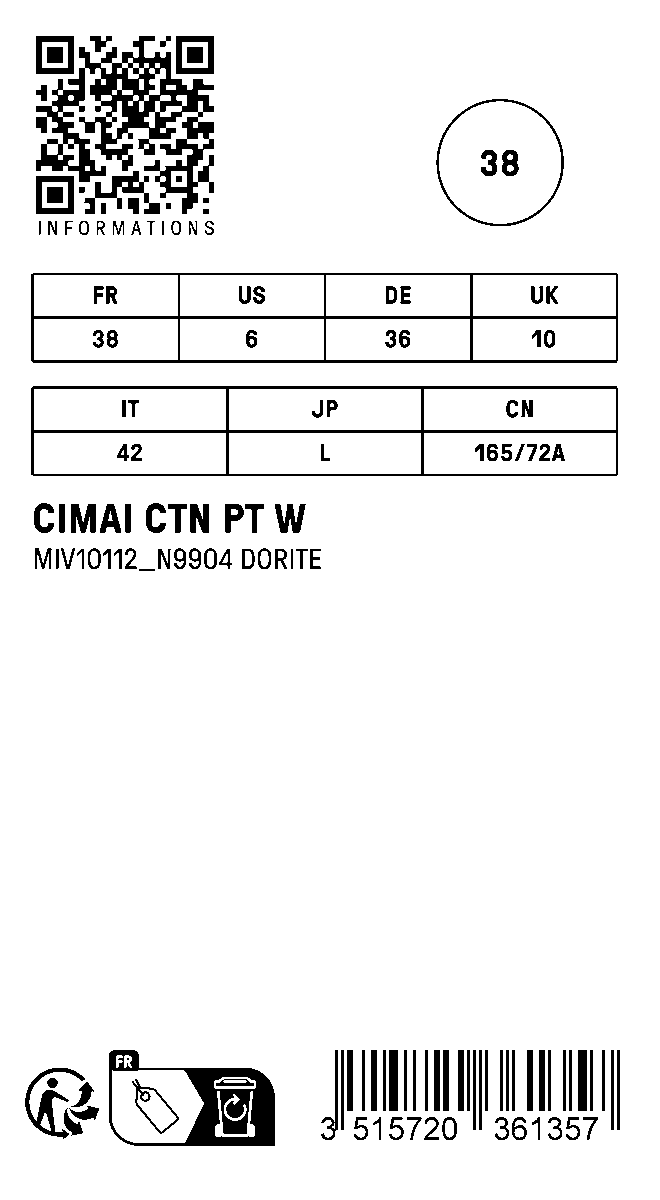 INFORMATIONS
38
FR US DE UK
38 6 36 10
IT JP CN
42 L 165/72A
CIMAI CTN PT W
MIV10112_N9904 DORITE
FR
3 515720 361357